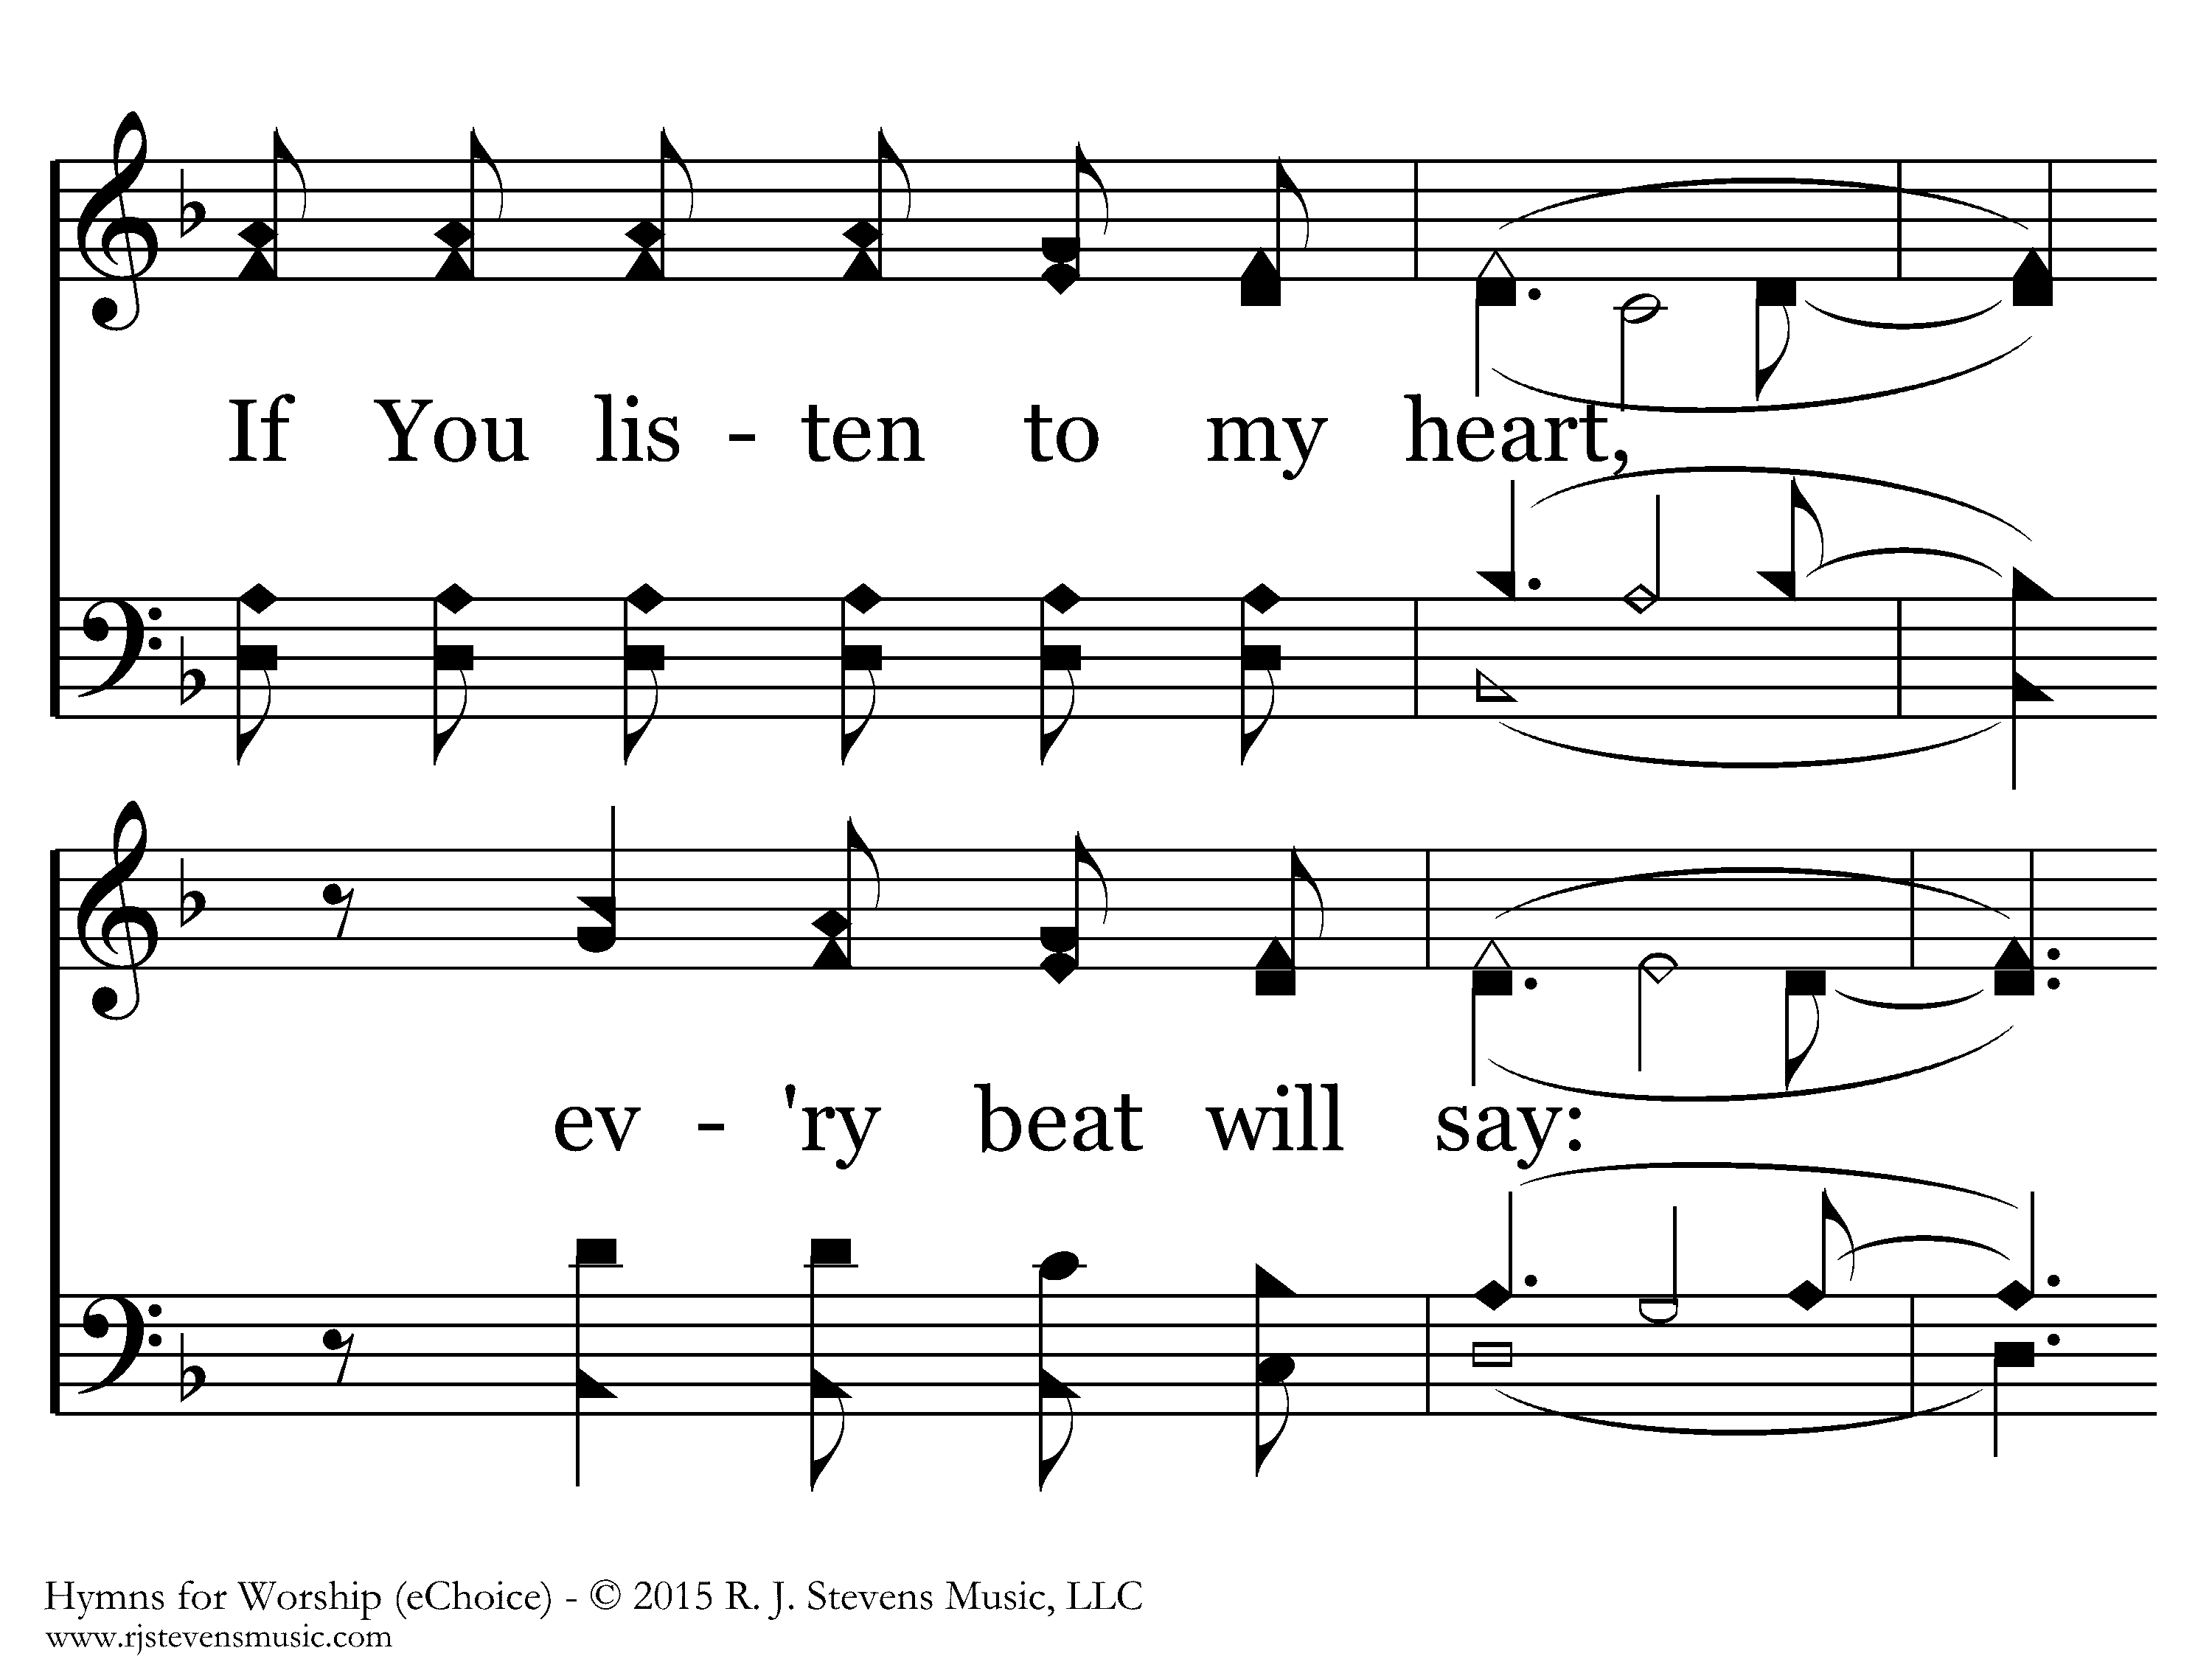 If You lis - ten to my heart,
ev - 'ry beat will say:
Hymns for Worship (eChoice) - © 2015 R. J. Stevens Music, LLC
www.rjstevensmusic.com